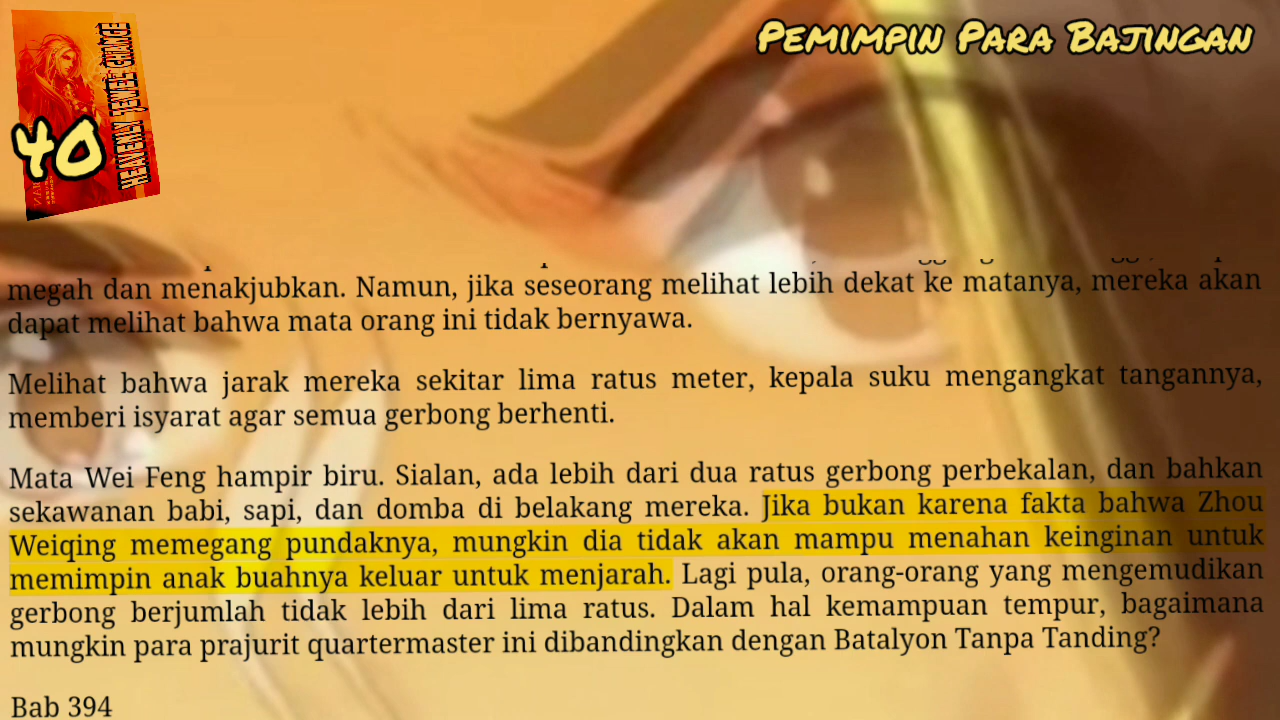 Pemimpin Para Bajingan
HEAVENLY JEWEL CHANGE
40
megah dan menakjubkan. Namun, jika seseorang melihat lebih dekat ke matanya, mereka akan
dapat melihat bahwa mata orang ini tidak bernyawa.
Melihat bahwa jarak mereka sekitar lima ratus meter, kepala suku mengangkat tangannya,
memberi isyarat agar semua gerbong berhenti.
Mata Wei Feng hampir biru. Sialan, ada lebih dari dua ratus gerbong perbekalan, dan bahkan
sekawanan babi, sapi, dan domba di belakang mereka. Jika bukan karena fakta bahwa Zhou
Weiqing memegang pundaknya, mungkin dia tidak akan mampu menahan keinginan untuk
memimpin anak buahnya keluar untuk menjarah. Lagi pula, orang-orang yang mengemudikan
gerbong berjumlah tidak lebih dari lima ratus. Dalam hal kemampuan tempur, bagaimana
mungkin para prajurit quartermaster ini dibandingkan dengan Batalyon Tanpa Tanding?
Bab 394